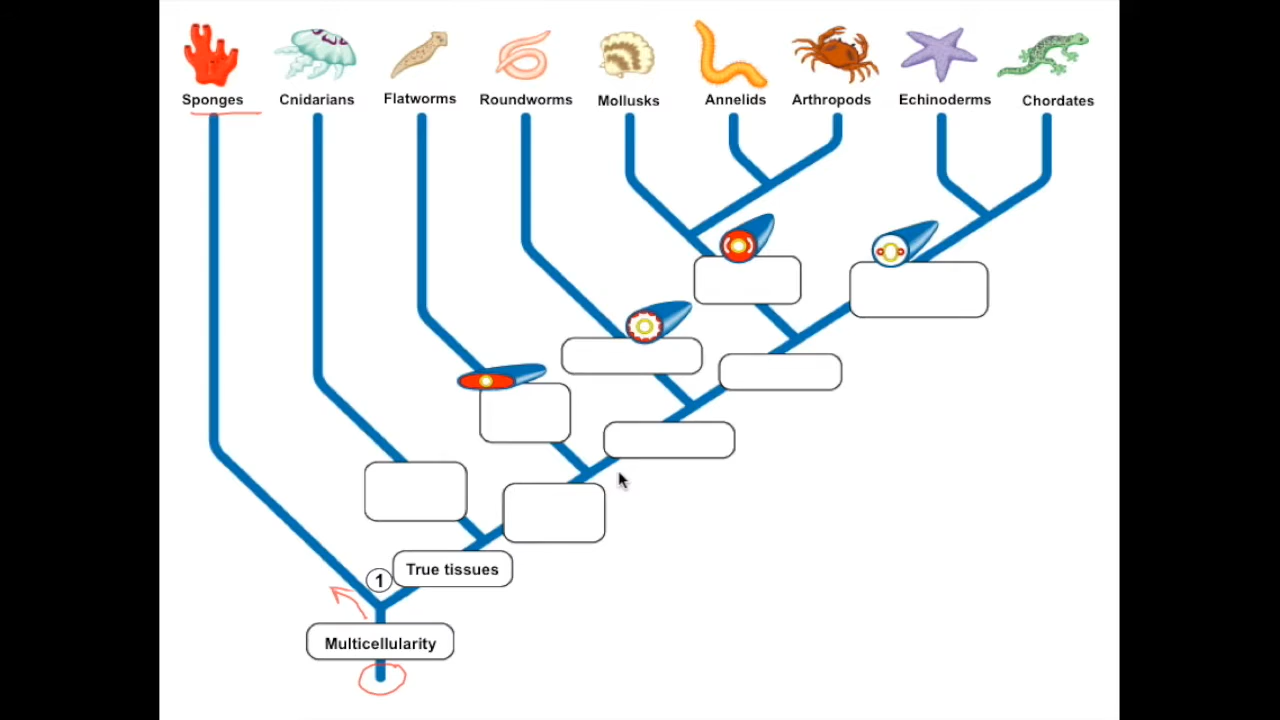 Sponges
Cnidarians
Flatworms
Roundworms
Mollusks
Annelids
Arthropods
Echinoderms
Chordates
1
True tissues
Multicellularity